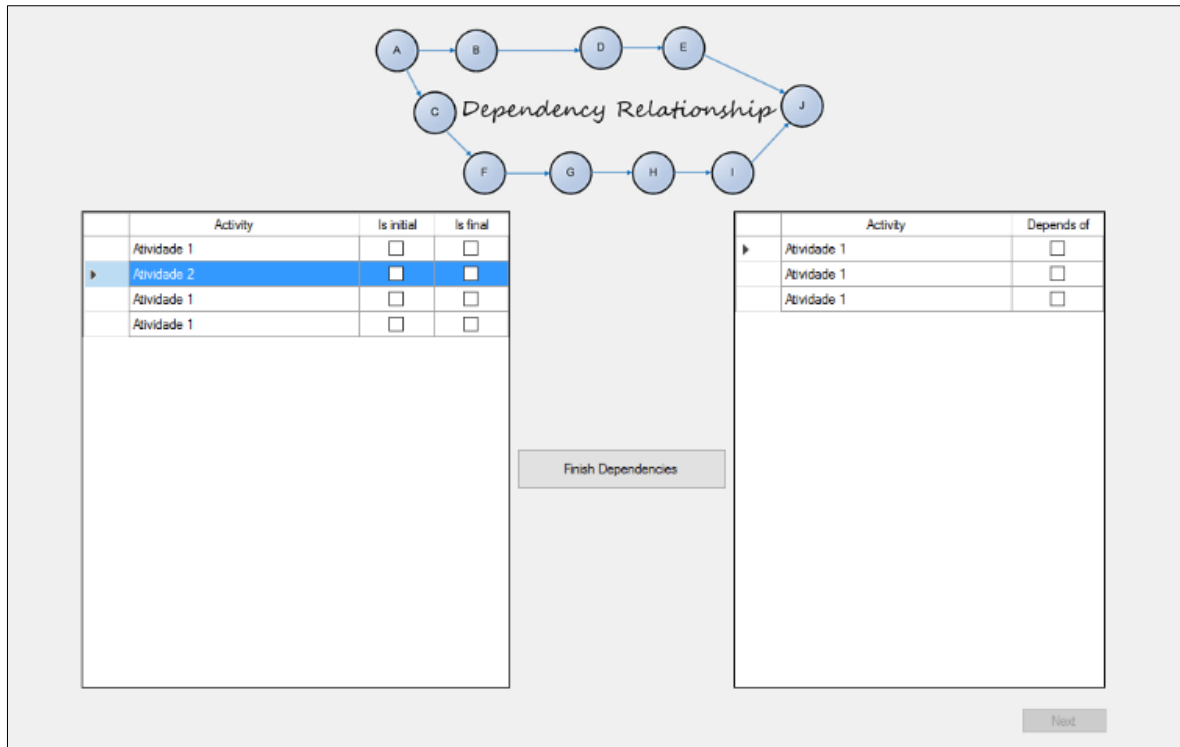 A
B
D
E
C
Dependency Relationship
J
F
G
H
I
Activity Is initial Is final
Atividade 1
Atividade 2
Atividade 1
Atividade 1
Activity Depends of
Atividade 1
Atividade 1
Atividade 1
Finish Dependencies
Next